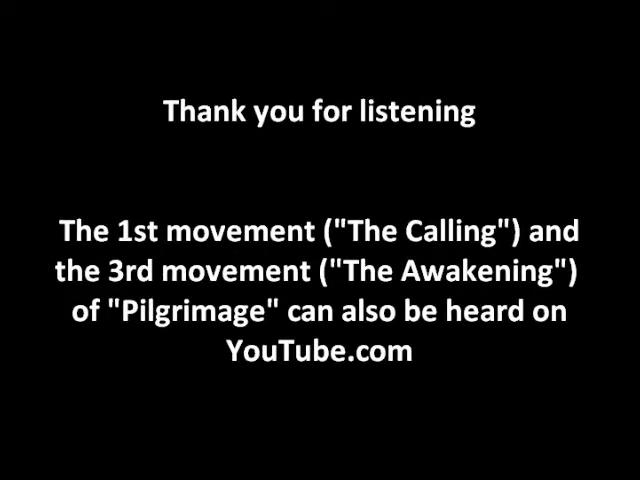 Thank you for listening
The 1st movement ("The Calling") and
the 3rd movement ("The Awakening")
of "Pilgrimage" can also be heard on
YouTube.com